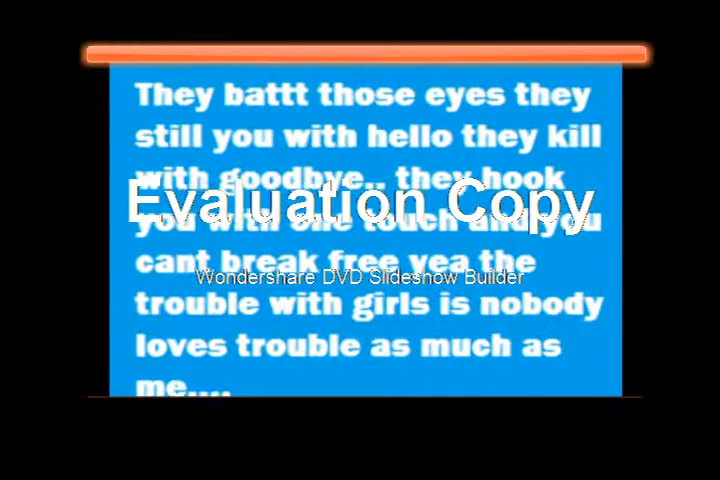 They battt those eyes they
still you with hello they kill
with goodbye.. they hook
Evaluation Copy
you with one touch and you
cant break free yea the
Wondershare DVD Slideshow Builder
trouble with girls is nobody
loves trouble as much as
me....